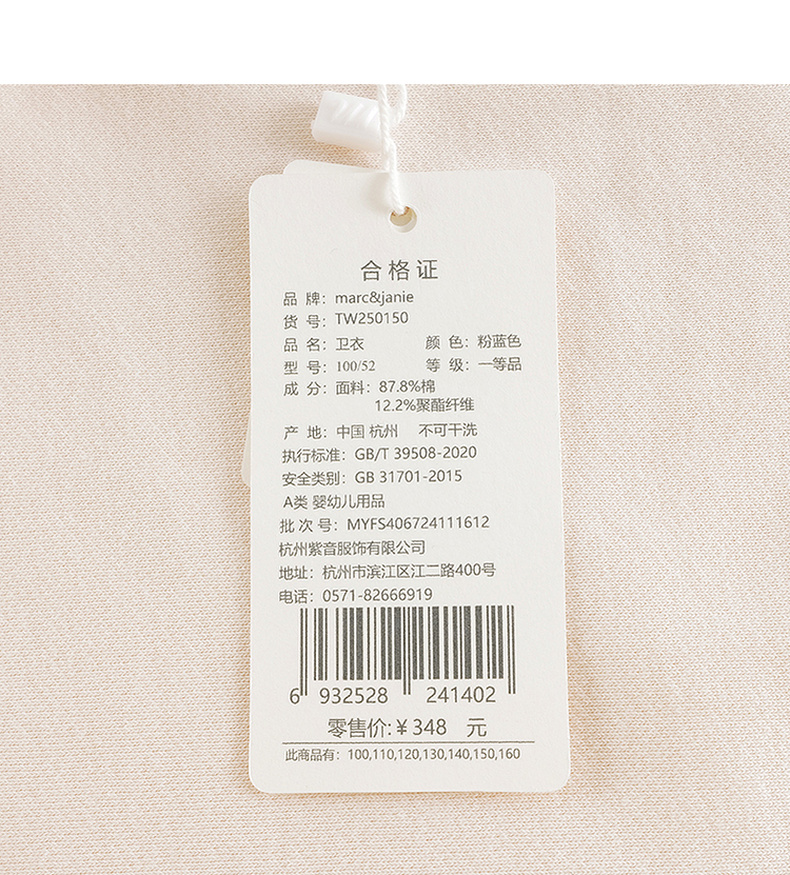 合格证
品 牌：marc&janie
货 号：TW250150
品 名：卫衣 颜 色：粉蓝色
型 号：100/52 等 级：一等品
成 分：面料：87.8%棉
12.2%聚酯纤维
产 地：中国 杭州 不可干洗
执行标准：GB/T 39508-2020
安全类别：GB 31701-2015
A类 婴幼儿用品
批 次 号：MYFS406724111612
杭州紫音服饰有限公司
地址：杭州市滨江区江二路400号
电话：0571-82666919
6 932528 241402
零售价:￥348 元
此商品有：100,110,120,130,140,150,160